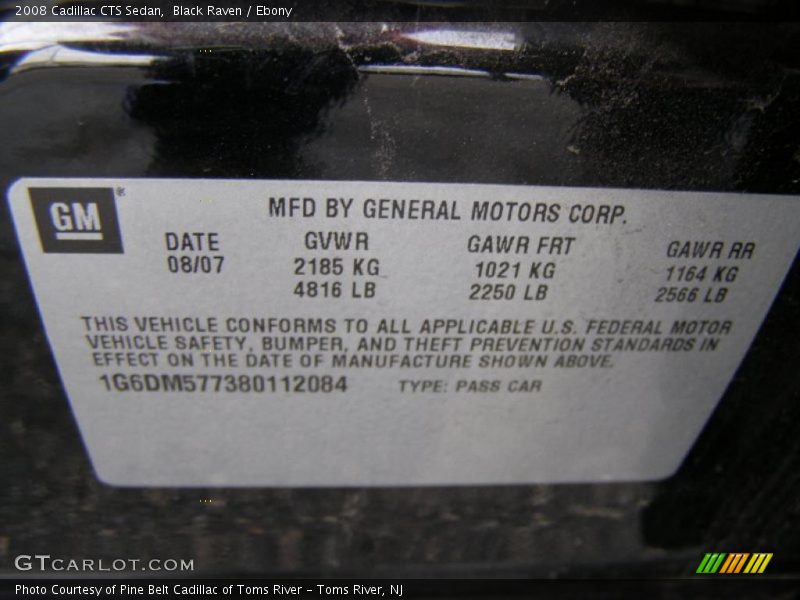 2008 Cadillac CTS Sedan, Black Raven / Ebony
GM®
MFD BY GENERAL MOTORS CORP.
DATE GVWR GAWR FRT GAWR RR
08/07 2185 KG 1021 KG 1164 KG
4816 LB 2250 LB 2566 LB
THIS VEHICLE CONFORMS TO ALL APPLICABLE U.S. FEDERAL MOTOR
VEHICLE SAFETY, BUMPER, AND THEFT PREVENTION STANDARDS IN
EFFECT ON THE DATE OF MANUFACTURE SHOWN ABOVE.
1G6DM577380112084 TYPE: PASS CAR
GTCARLOT.COM
Photo Courtesy of Pine Belt Cadillac of Toms River – Toms River, NJ